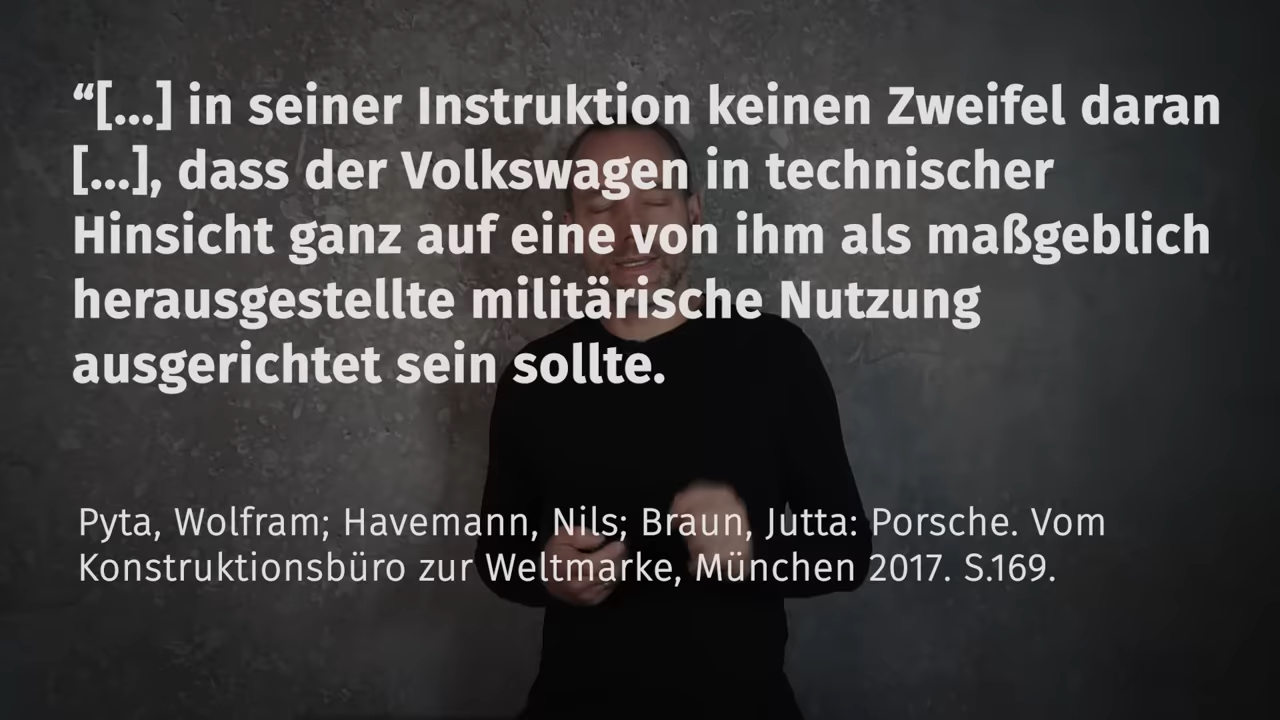 “[...] in seiner Instruktion keinen Zweifel daran
[...], dass der Volkswagen in technischer
Hinsicht ganz auf eine von ihm als maßgeblich
herausgestellte militärische Nutzung
ausgerichtet sein sollte.
Pyta, Wolfram; Havemann, Nils; Braun, Jutta: Porsche. Vom
Konstruktionsbüro zur Weltmarke, München 2017. S.169.